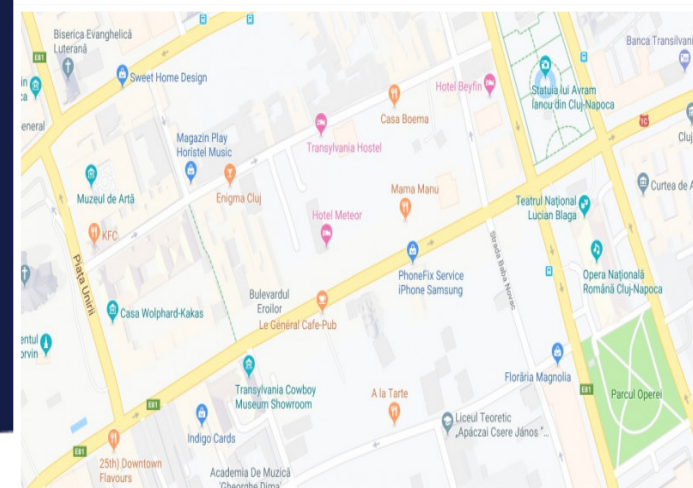 Biserica Evanghelică
Luterană
Banca Transilvani
E81
Sweet Home Design
Hotel Beyfin
Statuia lui Avram
Iancu din Cluj-Napoca
in
ca
Casa Boema
1C
eneral
Magazin Play
Horistel Music
Transylvania Hostel
Cluj
Muzeul de Artă
Enigma Cluj
Mama Manu
Curtea de A
Teatrul Național
Lucian Blaga
KFC
Hotel Meteor
Piața Unirii
PhoneFix Service
iPhone Samsung
Strada Baba Novac
Opera Națională
Română Cluj-Napoca
Bulevardul
Eroilor
Casa Wolphard-Kakas
Le Général Cafe-Pub
entul
orvin
Florăria Magnolia
Transylvania Cowboy
Museum Showroom
A la Tarte
E81
Parcul Operei
E81
Indigo Cards
Liceul Teoretic
„Apáczai Csere János "...
E81
25th) Downtown
Flavours
Academia De Muzică
'Gheorghe Dima'